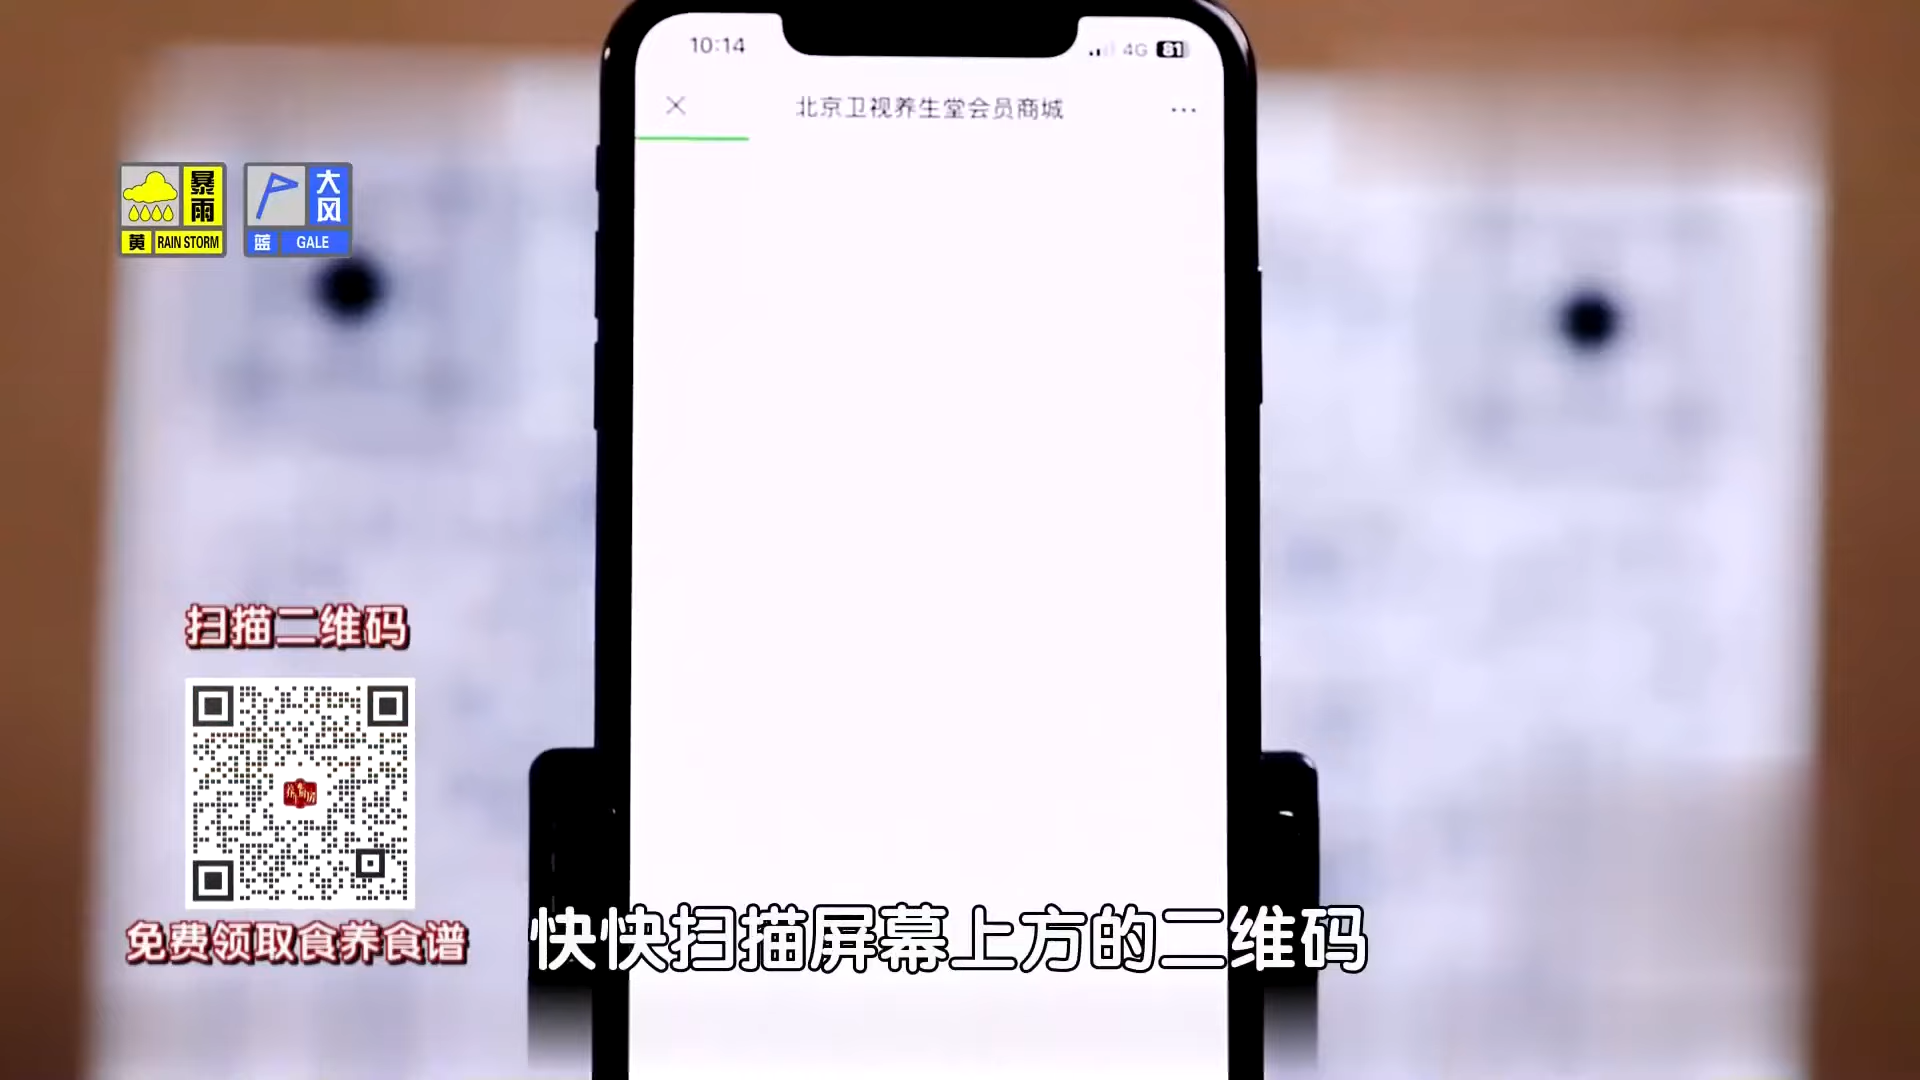 10:14
4G
81
北京卫视养生堂会员商城
暴雨
黄
RAIN STORM
大风
蓝
GALE
扫描二维码
免费领取食养食谱
快快扫描屏幕上方的二维码